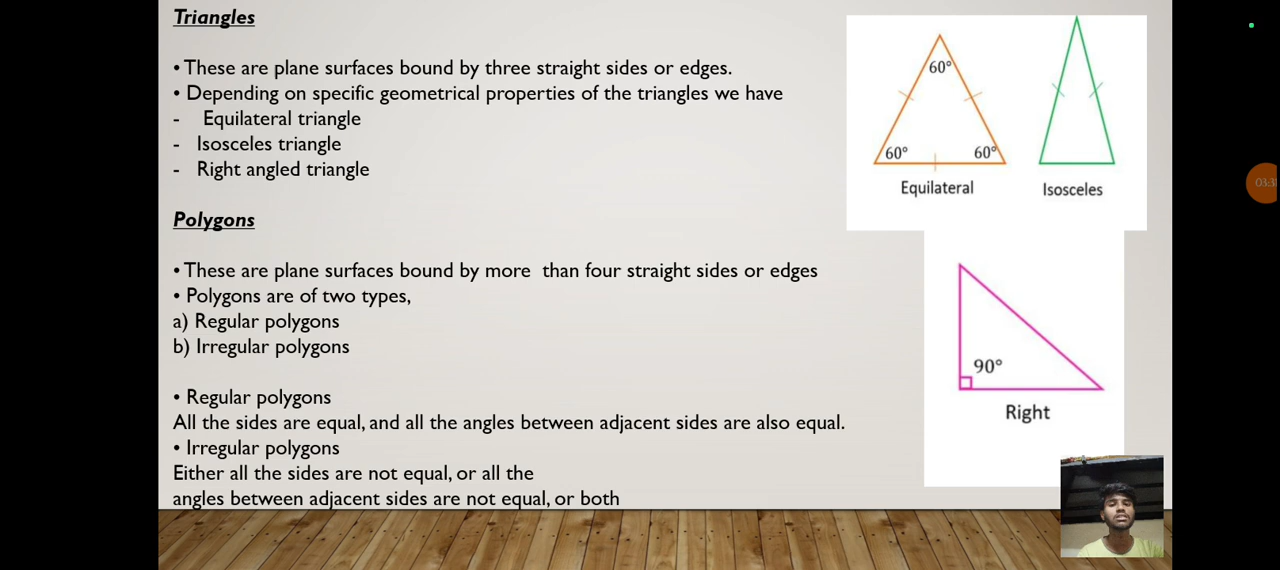 Triangles
• These are plane surfaces bound by three straight sides or edges.
• Depending on specific geometrical properties of the triangles we have
- Equilateral triangle
- Isosceles triangle
- Right angled triangle
Polygons
• These are plane surfaces bound by more than four straight sides or edges
• Polygons are of two types,
a) Regular polygons
b) Irregular polygons
• Regular polygons
All the sides are equal, and all the angles between adjacent sides are also equal.
• Irregular polygons
Either all the sides are not equal, or all the
angles between adjacent sides are not equal, or both
60°
60° 60°
Equilateral
Isosceles
90°
Right